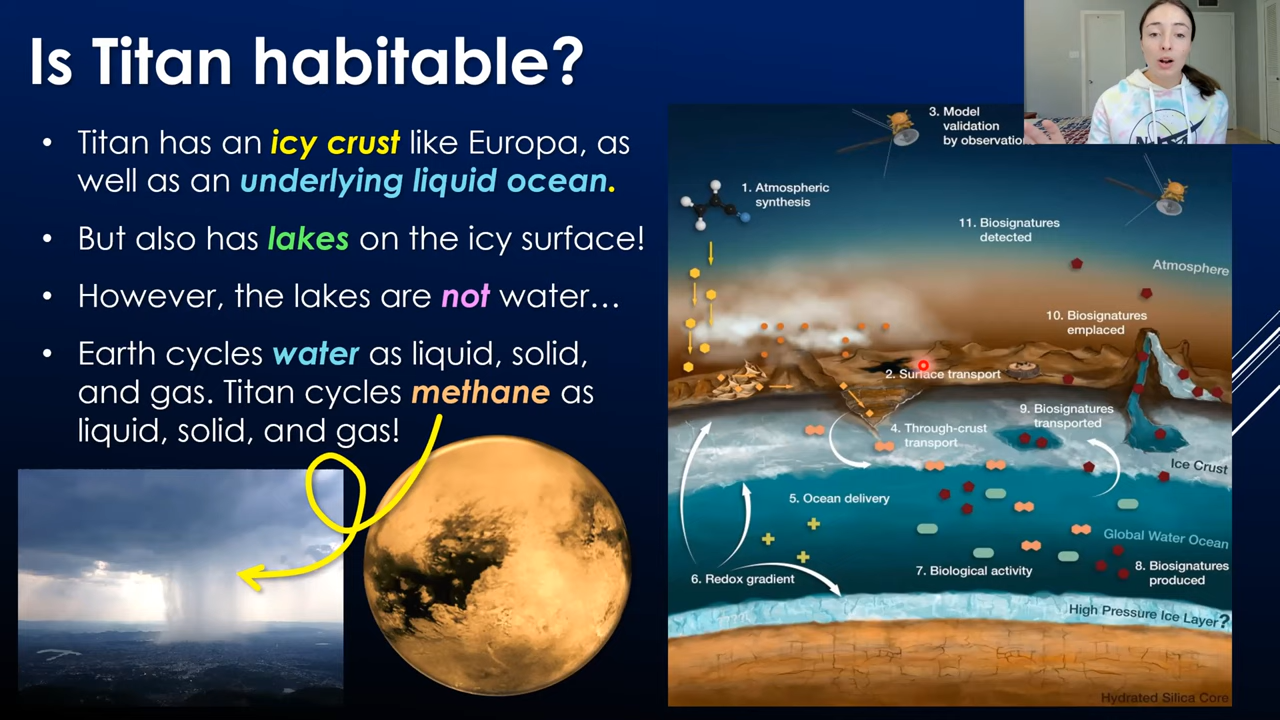 Is Titan habitable?
• Titan has an icy crust like Europa, as
well as an underlying liquid ocean.
• But also has lakes on the icy surface!
• However, the lakes are not water…
• Earth cycles water as liquid, solid,
and gas. Titan cycles methane as
liquid, solid, and gas!
3. Model
validation
by observation
1. Atmospheric
synthesis
11. Biosignatures
detected
Atmosphere
10. Biosignatures
emplaced
2. Surface transport
9. Biosignatures
transported
4. Through-crust
transport
Ice Crust
5. Ocean delivery
Global Water Ocean
6. Redox gradient
7. Biological activity
8. Biosignatures
produced
High Pressure Ice Layer?
Hydrated Silica Core